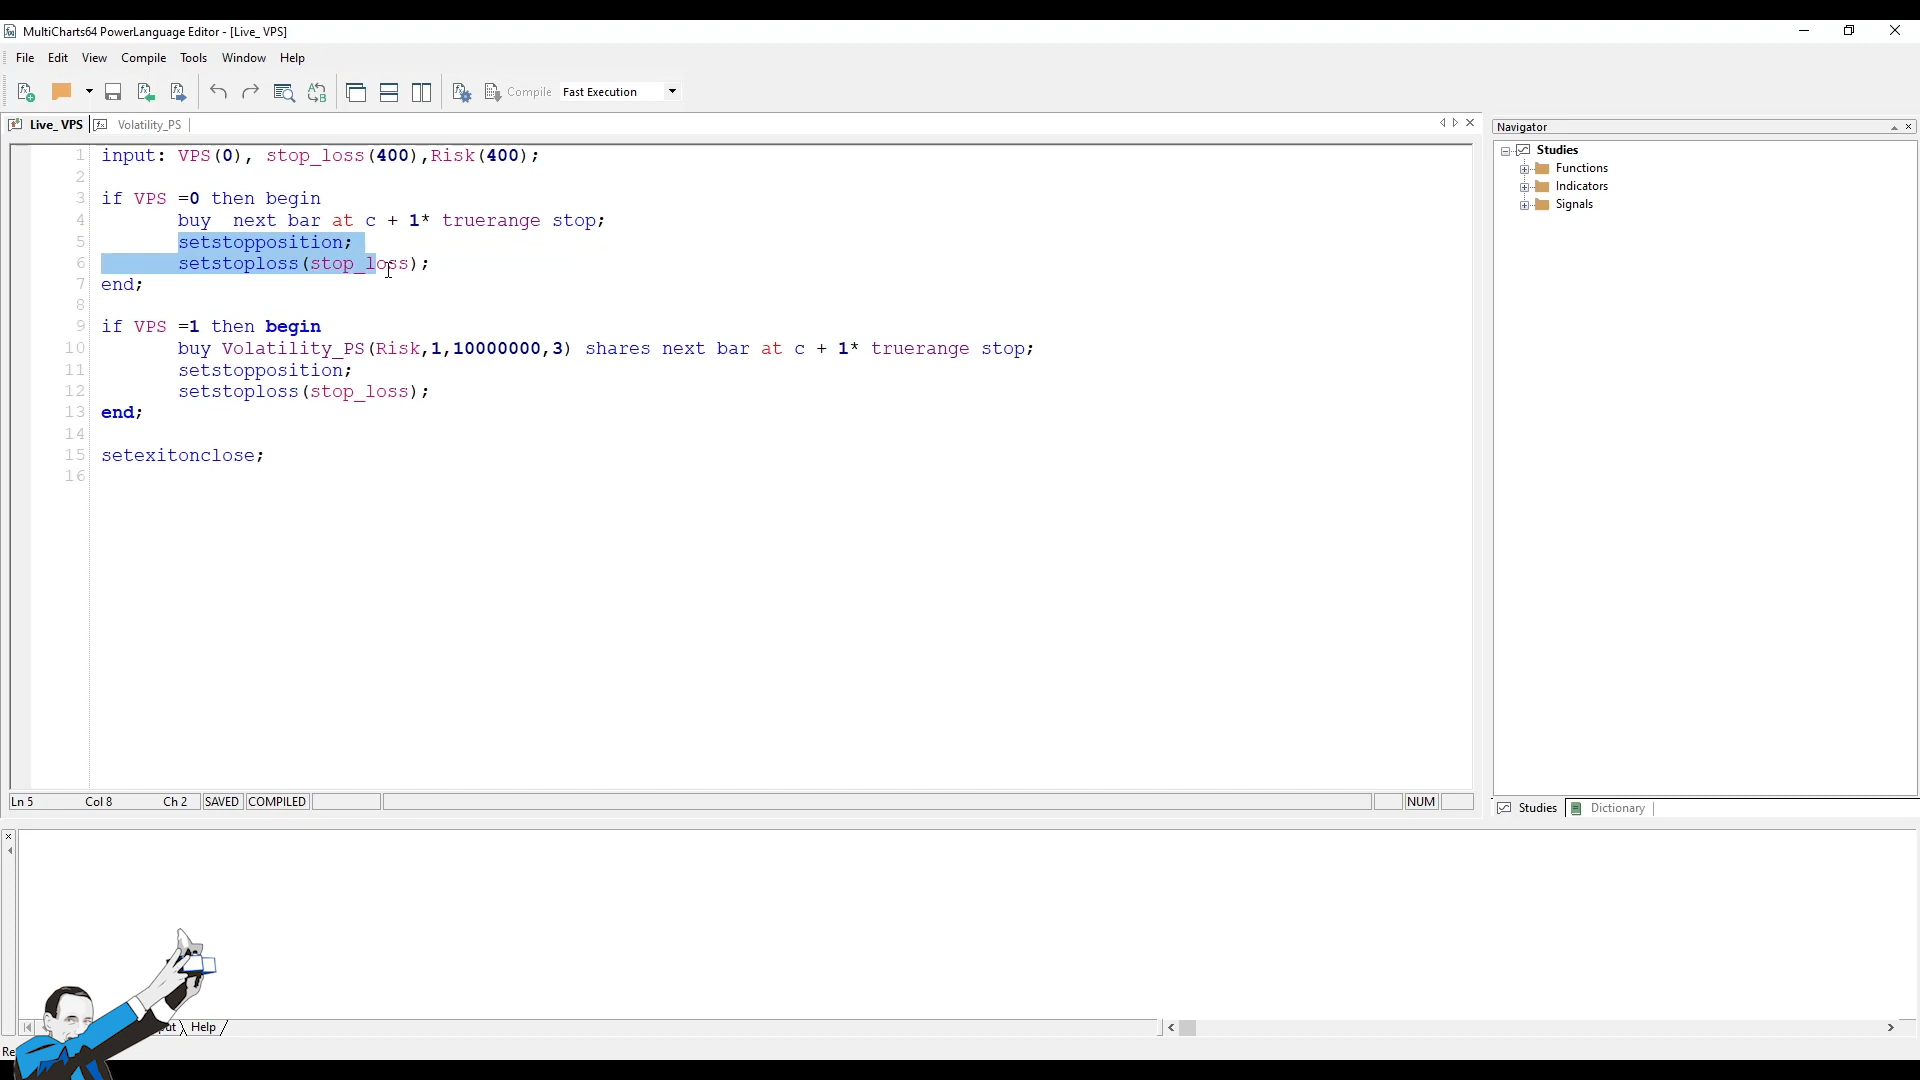 MultiCharts64 PowerLanguage Editor - [Live_ VPS]
File Edit View Compile Tools Window Help
Compile Fast Execution
Live_ VPS Volatility_PS
1 input: VPS(0), stop_loss(400),Risk(400);
2
3 if VPS =0 then begin
4 buy  next bar at c + 1* truerange stop;
5 setstopposition;
6 setstoploss(stop_loss);
7 end;
8
9 if VPS =1 then begin
10 buy Volatility_PS(Risk,1,10000000,3) shares next bar at c + 1* truerange stop;
11 setstopposition;
12 setstoploss(stop_loss);
13 end;
14
15 setexitonclose;
16
Ln 5 Col 8 Ch 2 SAVED COMPILED NUM
Navigator
Studies
Functions
Indicators
Signals
Studies Dictionary
Help